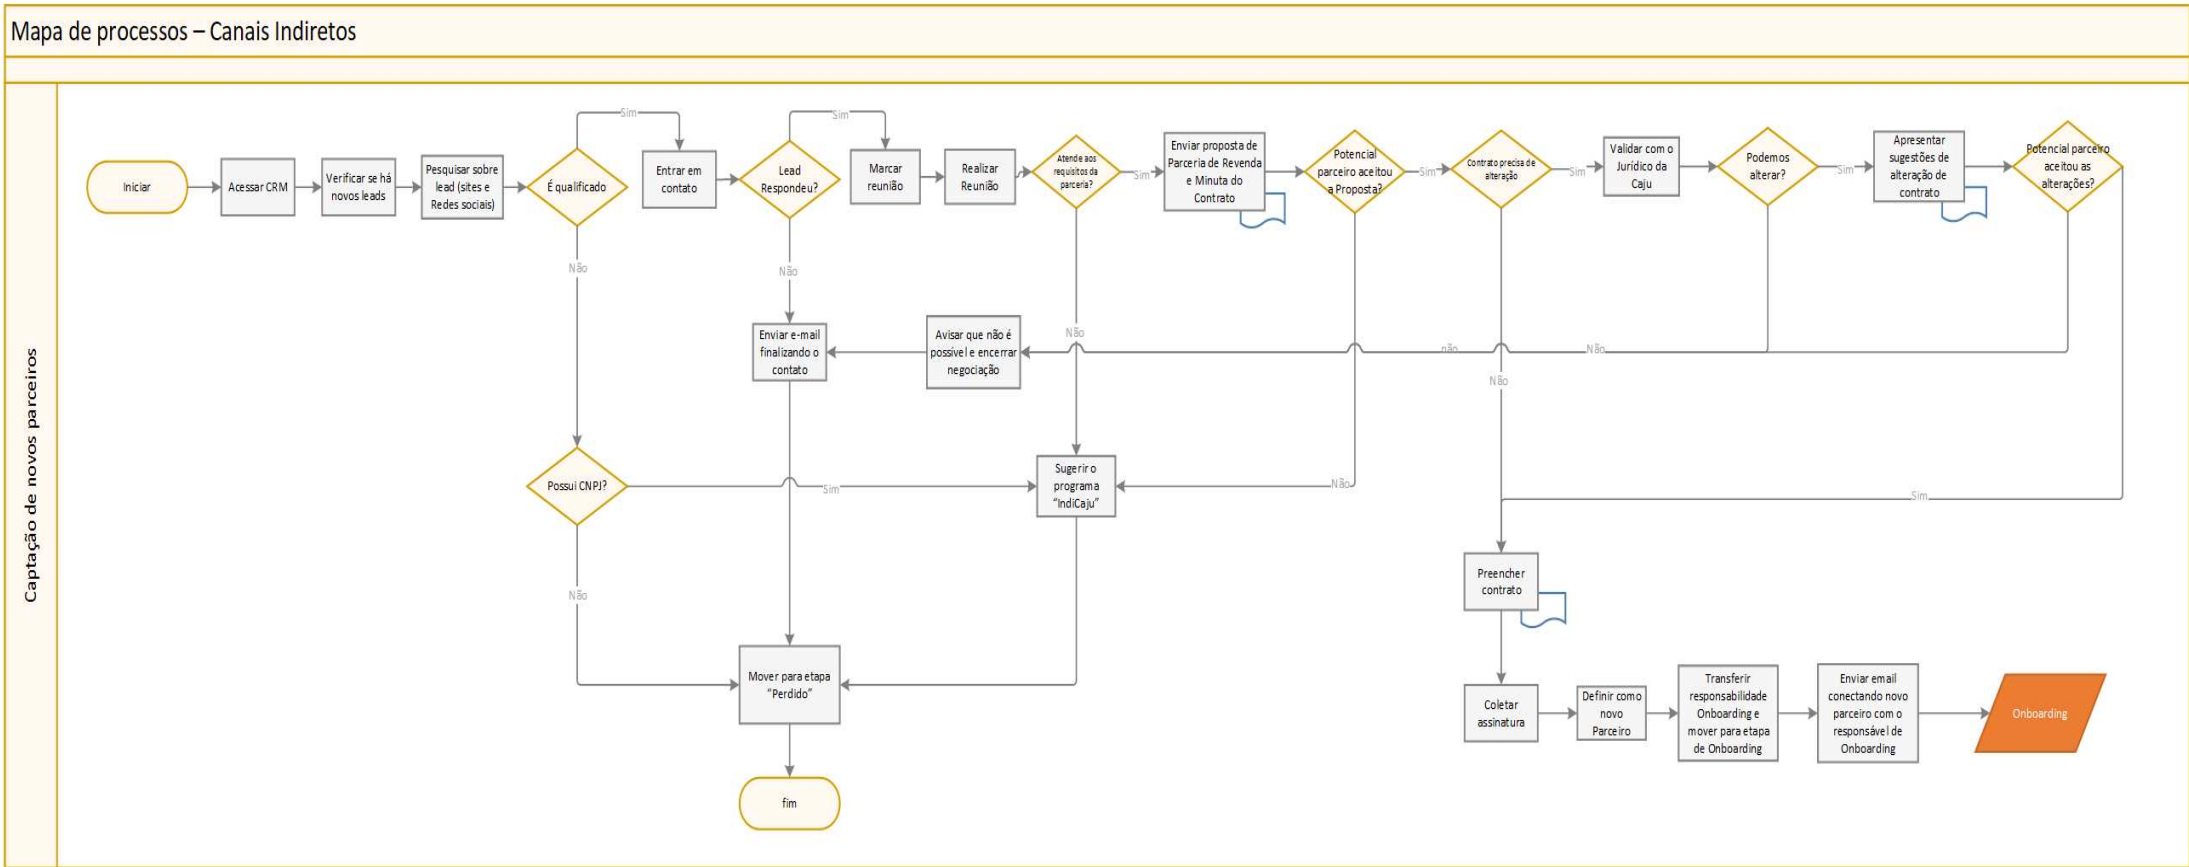 Mapa de processos – Canais Indiretos
Captação de novos parceiros
Iniciar
Acessar CRM
Verificar se há
novos leads
Pesquisar sobre
lead (sites e
Redes sociais)
É qualificado
Sim
Não
Entrar em
contato
Lead
Respondeu?
Sim
Não
Marcar
reunião
Realizar
Reunião
Atende aos
requisitos da
parceria?
Sim
Não
Enviar proposta de
Parceria de Revenda
e Minuta do
Contrato
Potencial
parceiro aceitou
a Proposta?
Sim
Não
Contrato precisa de
alteração
Sim
Não
Validar com o
Jurídico da
Caju
Podemos
alterar?
Sim
Não
Apresentar
sugestões de
alteração de
contrato
Potencial parceiro
aceitou as
alterações?
não
Sim
Enviar e-mail
finalizando o
contato
Avisar que não é
possível e encerrar
negociação
Possui CNPJ?
Sim
Não
Sugerir o
programa
“IndiCaju”
Mover para etapa
“Perdido”
fim
Preencher
contrato
Coletar
assinatura
Definir como
novo
Parceiro
Transferir
responsabilidade
Onboarding e
mover para etapa
de Onboarding
Enviar email
conectando novo
parceiro com o
responsável de
Onboarding
Onboarding